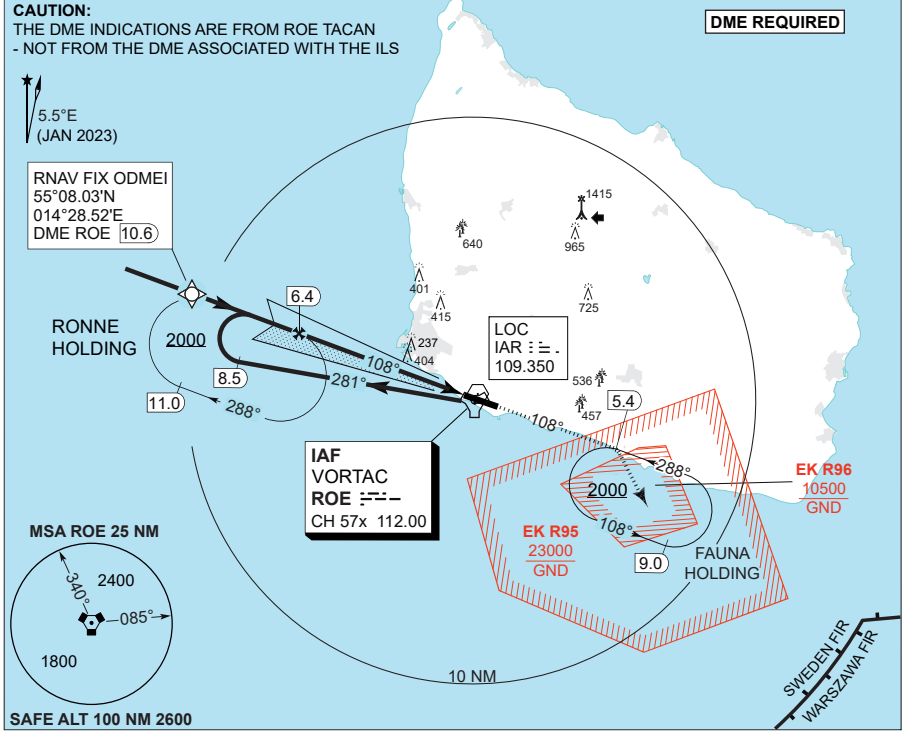 CAUTION:
THE DME INDICATIONS ARE FROM ROE TACAN
- NOT FROM THE DME ASSOCIATED WITH THE ILS
DME REQUIRED
5.5°E
(JAN 2023)
RNAV FIX ODMEI
55°08.03'N
014°28.52'E
DME ROE 10.6
1415
965
640
401
415
725
237
404
RONNE
HOLDING
2000
6.4
8.5
11.0
288°
108°
281°
LOC
IAR
109.350
536
457
5.4
108°
288°
2000
108°
9.0
FAUNA
HOLDING
EK R96
10500
GND
EK R95
23000
GND
IAF
VORTAC
ROE
CH 57x 112.00
MSA ROE 25 NM
340°
2400
085°
1800
SAFE ALT 100 NM 2600
10 NM
SWEDEN FIR
WARSZAWA FIR